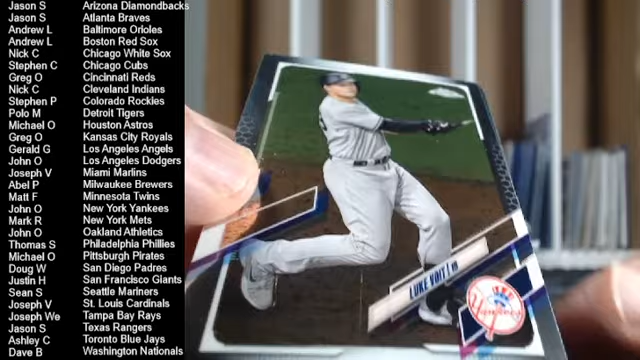 Jason S Arizona Diamondbacks
Jason S Atlanta Braves
Andrew L Baltimore Orioles
Andrew L Boston Red Sox
Nick C Chicago White Sox
Stephen C Chicago Cubs
Greg O Cincinnati Reds
Nick C Cleveland Indians
Stephen P Colorado Rockies
Polo M Detroit Tigers
Michael O Houston Astros
Greg O Kansas City Royals
Gerald G Los Angeles Angels
John O Los Angeles Dodgers
Joseph V Miami Marlins
Abel P Milwaukee Brewers
Matt F Minnesota Twins
John O New York Yankees
Mark R New York Mets
John O Oakland Athletics
Thomas S Philadelphia Phillies
Michael O Pittsburgh Pirates
Doug W San Diego Padres
Justin H San Francisco Giants
Sean S Seattle Mariners
Joseph V St. Louis Cardinals
Joseph We Tampa Bay Rays
Jason S Texas Rangers
Ashley C Toronto Blue Jays
Dave B Washington Nationals
LUKE VOIT
Yankees